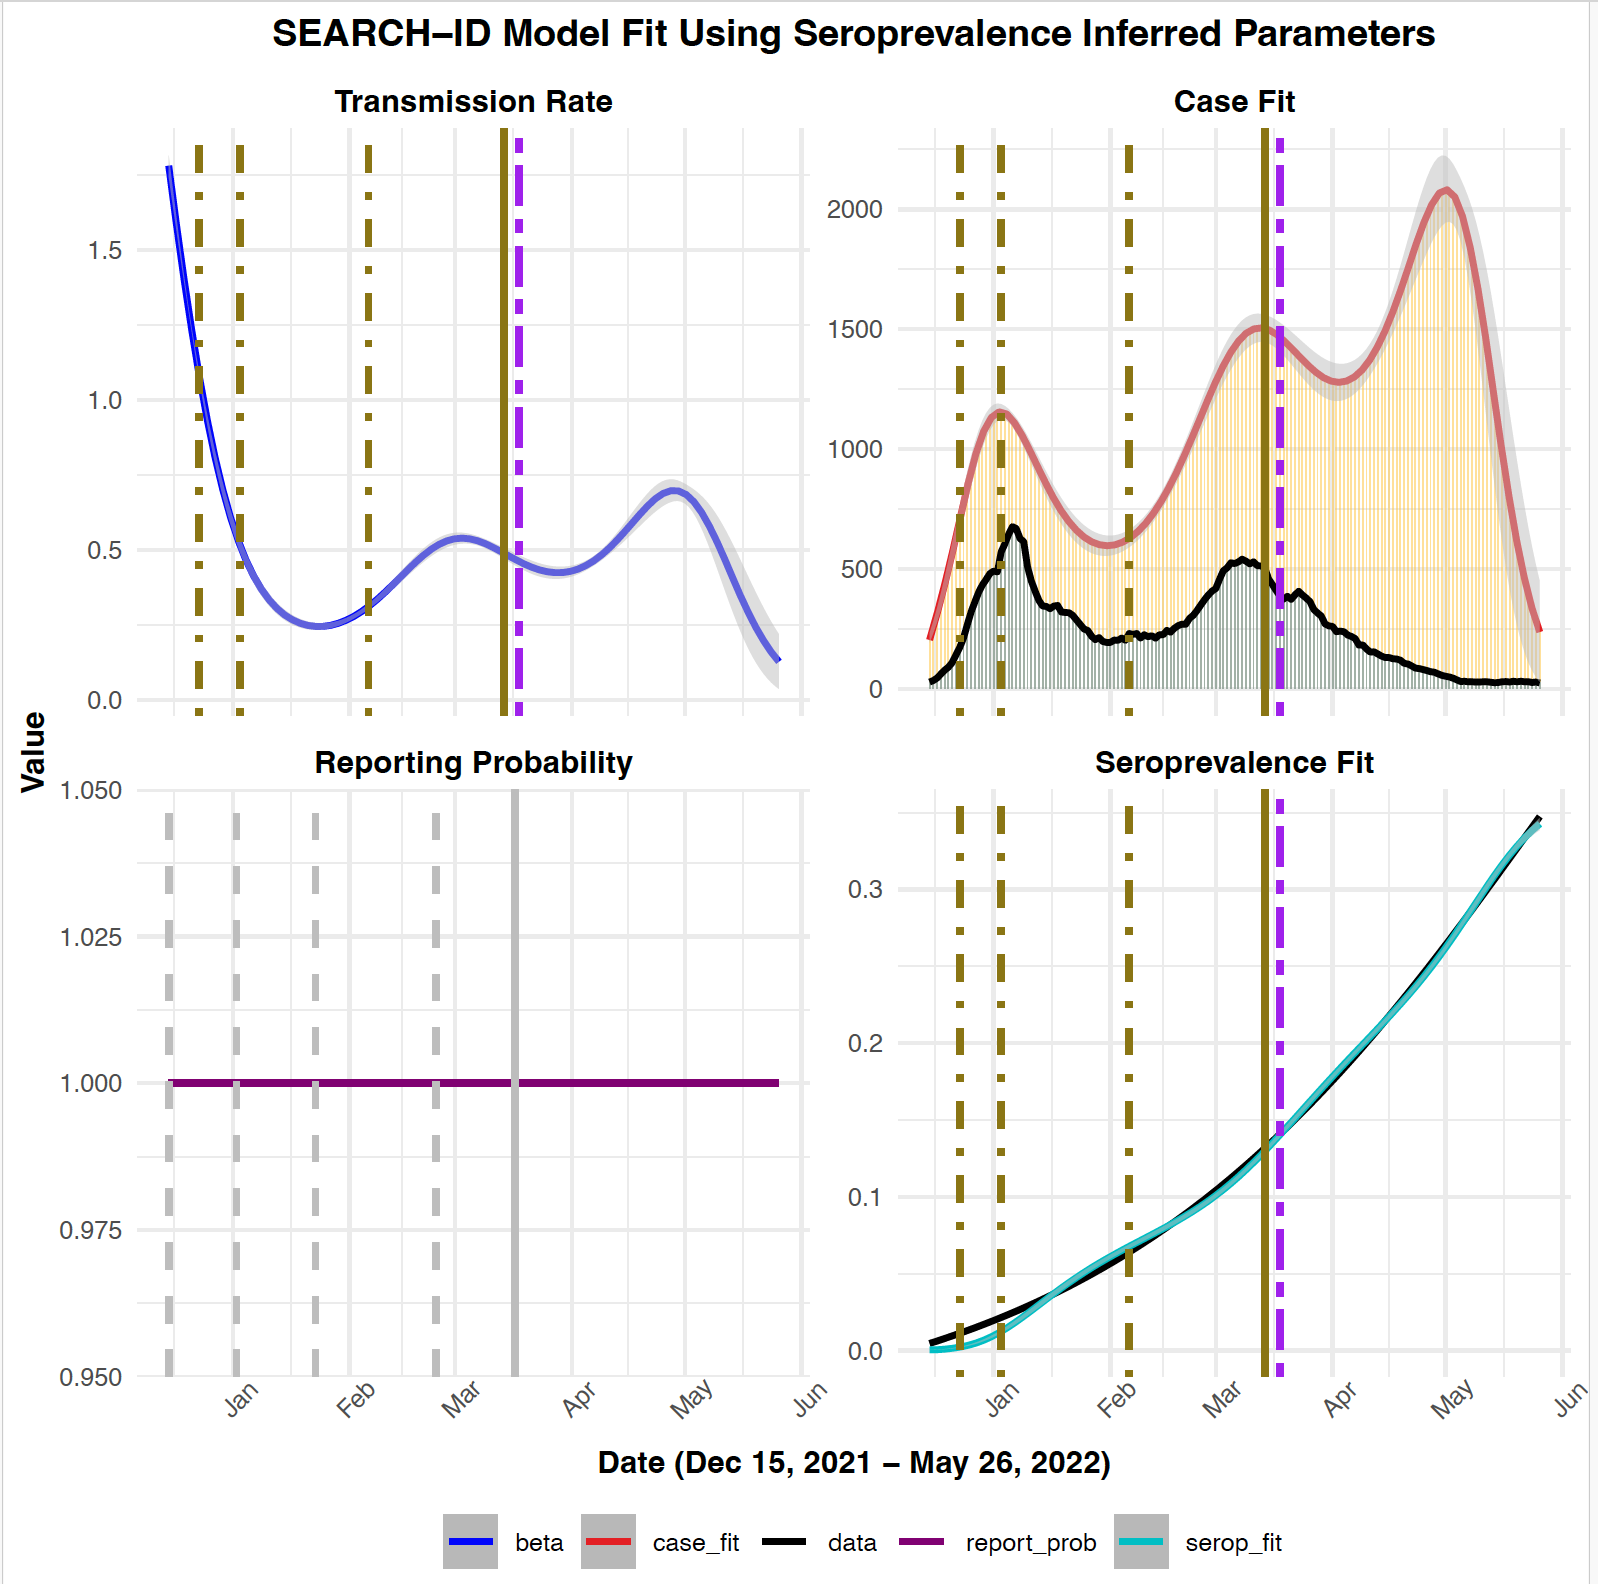 SEARCH–ID Model Fit Using Seroprevalence Inferred Parameters
Transmission Rate
1.5
1.0
0.5
0.0
Case Fit
2000
1500
1000
500
0
Value
Reporting Probability
1.050
1.025
1.000
0.975
0.950
Jan
Feb
Mar
Apr
May
Jun
Seroprevalence Fit
0.3
0.2
0.1
0.0
Jan
Feb
Mar
Apr
May
Jun
Date (Dec 15, 2021 – May 26, 2022)
beta case_fit data report_prob serop_fit